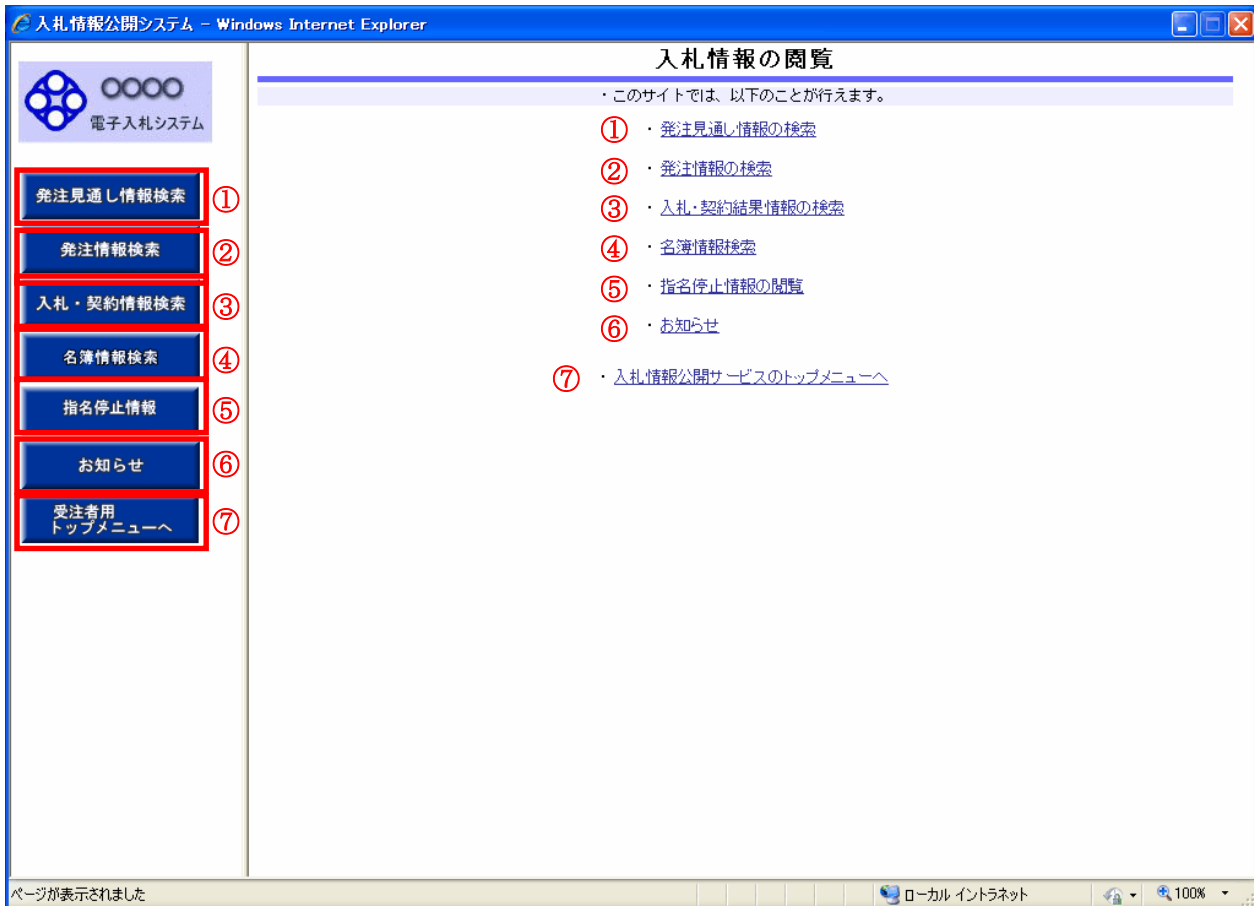 入札情報公開システム - Windows Internet Explorer
○○○○
電子入札システム
発注見通し情報検索 ①
発注情報検索 ②
入札・契約情報検索 ③
名簿情報検索 ④
指名停止情報 ⑤
お知らせ ⑥
受注者用
トップメニューへ ⑦
入札情報の閲覧
・このサイトでは、以下のことが行えます。
① ・発注見通し情報の検索
② ・発注情報の検索
③ ・入札・契約結果情報の検索
④ ・名簿情報検索
⑤ ・指名停止情報の閲覧
⑥ ・お知らせ
⑦ ・入札情報公開サービスのトップメニューへ
ページが表示されました
ローカル イントラネット
100%